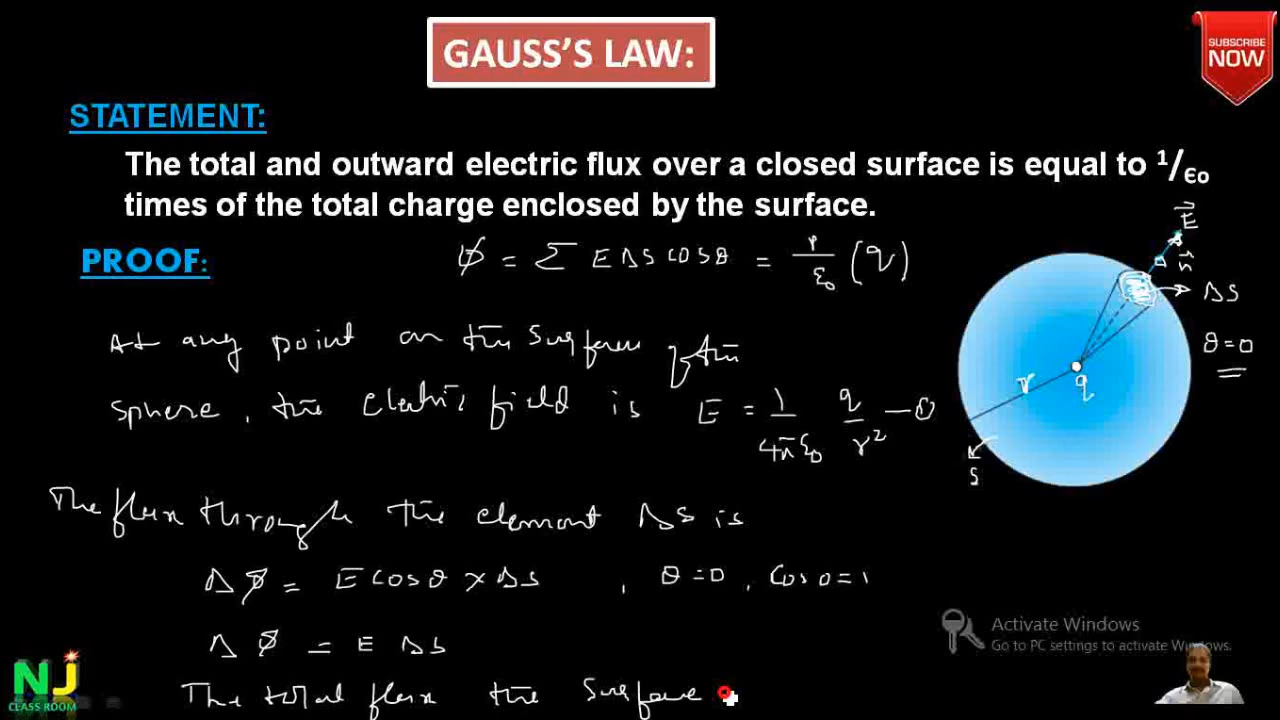 GAUSS'S LAW:
SUBSCRIBE
NOW
STATEMENT:
The total and outward electric flux over a closed surface is equal to ¹/ϵo
times of the total charge enclosed by the surface.
PROOF:
ϕ = Σ E ΔS cos θ = 1/ε₀ (q)
At any point on the surface of the
sphere, the electric field is E = 1/4πε₀ q/r² — ①
The flux through the element ΔS is
Δϕ = E cos θ × ΔS , θ = 0 , cos 0 = 1
Δϕ = E ΔS
The total flux the surface
E⃗
n⃗
ΔS
θ = 0
q
r
S
Activate Windows
Go to PC settings to activate Windows.
NJ
CLASS ROOM